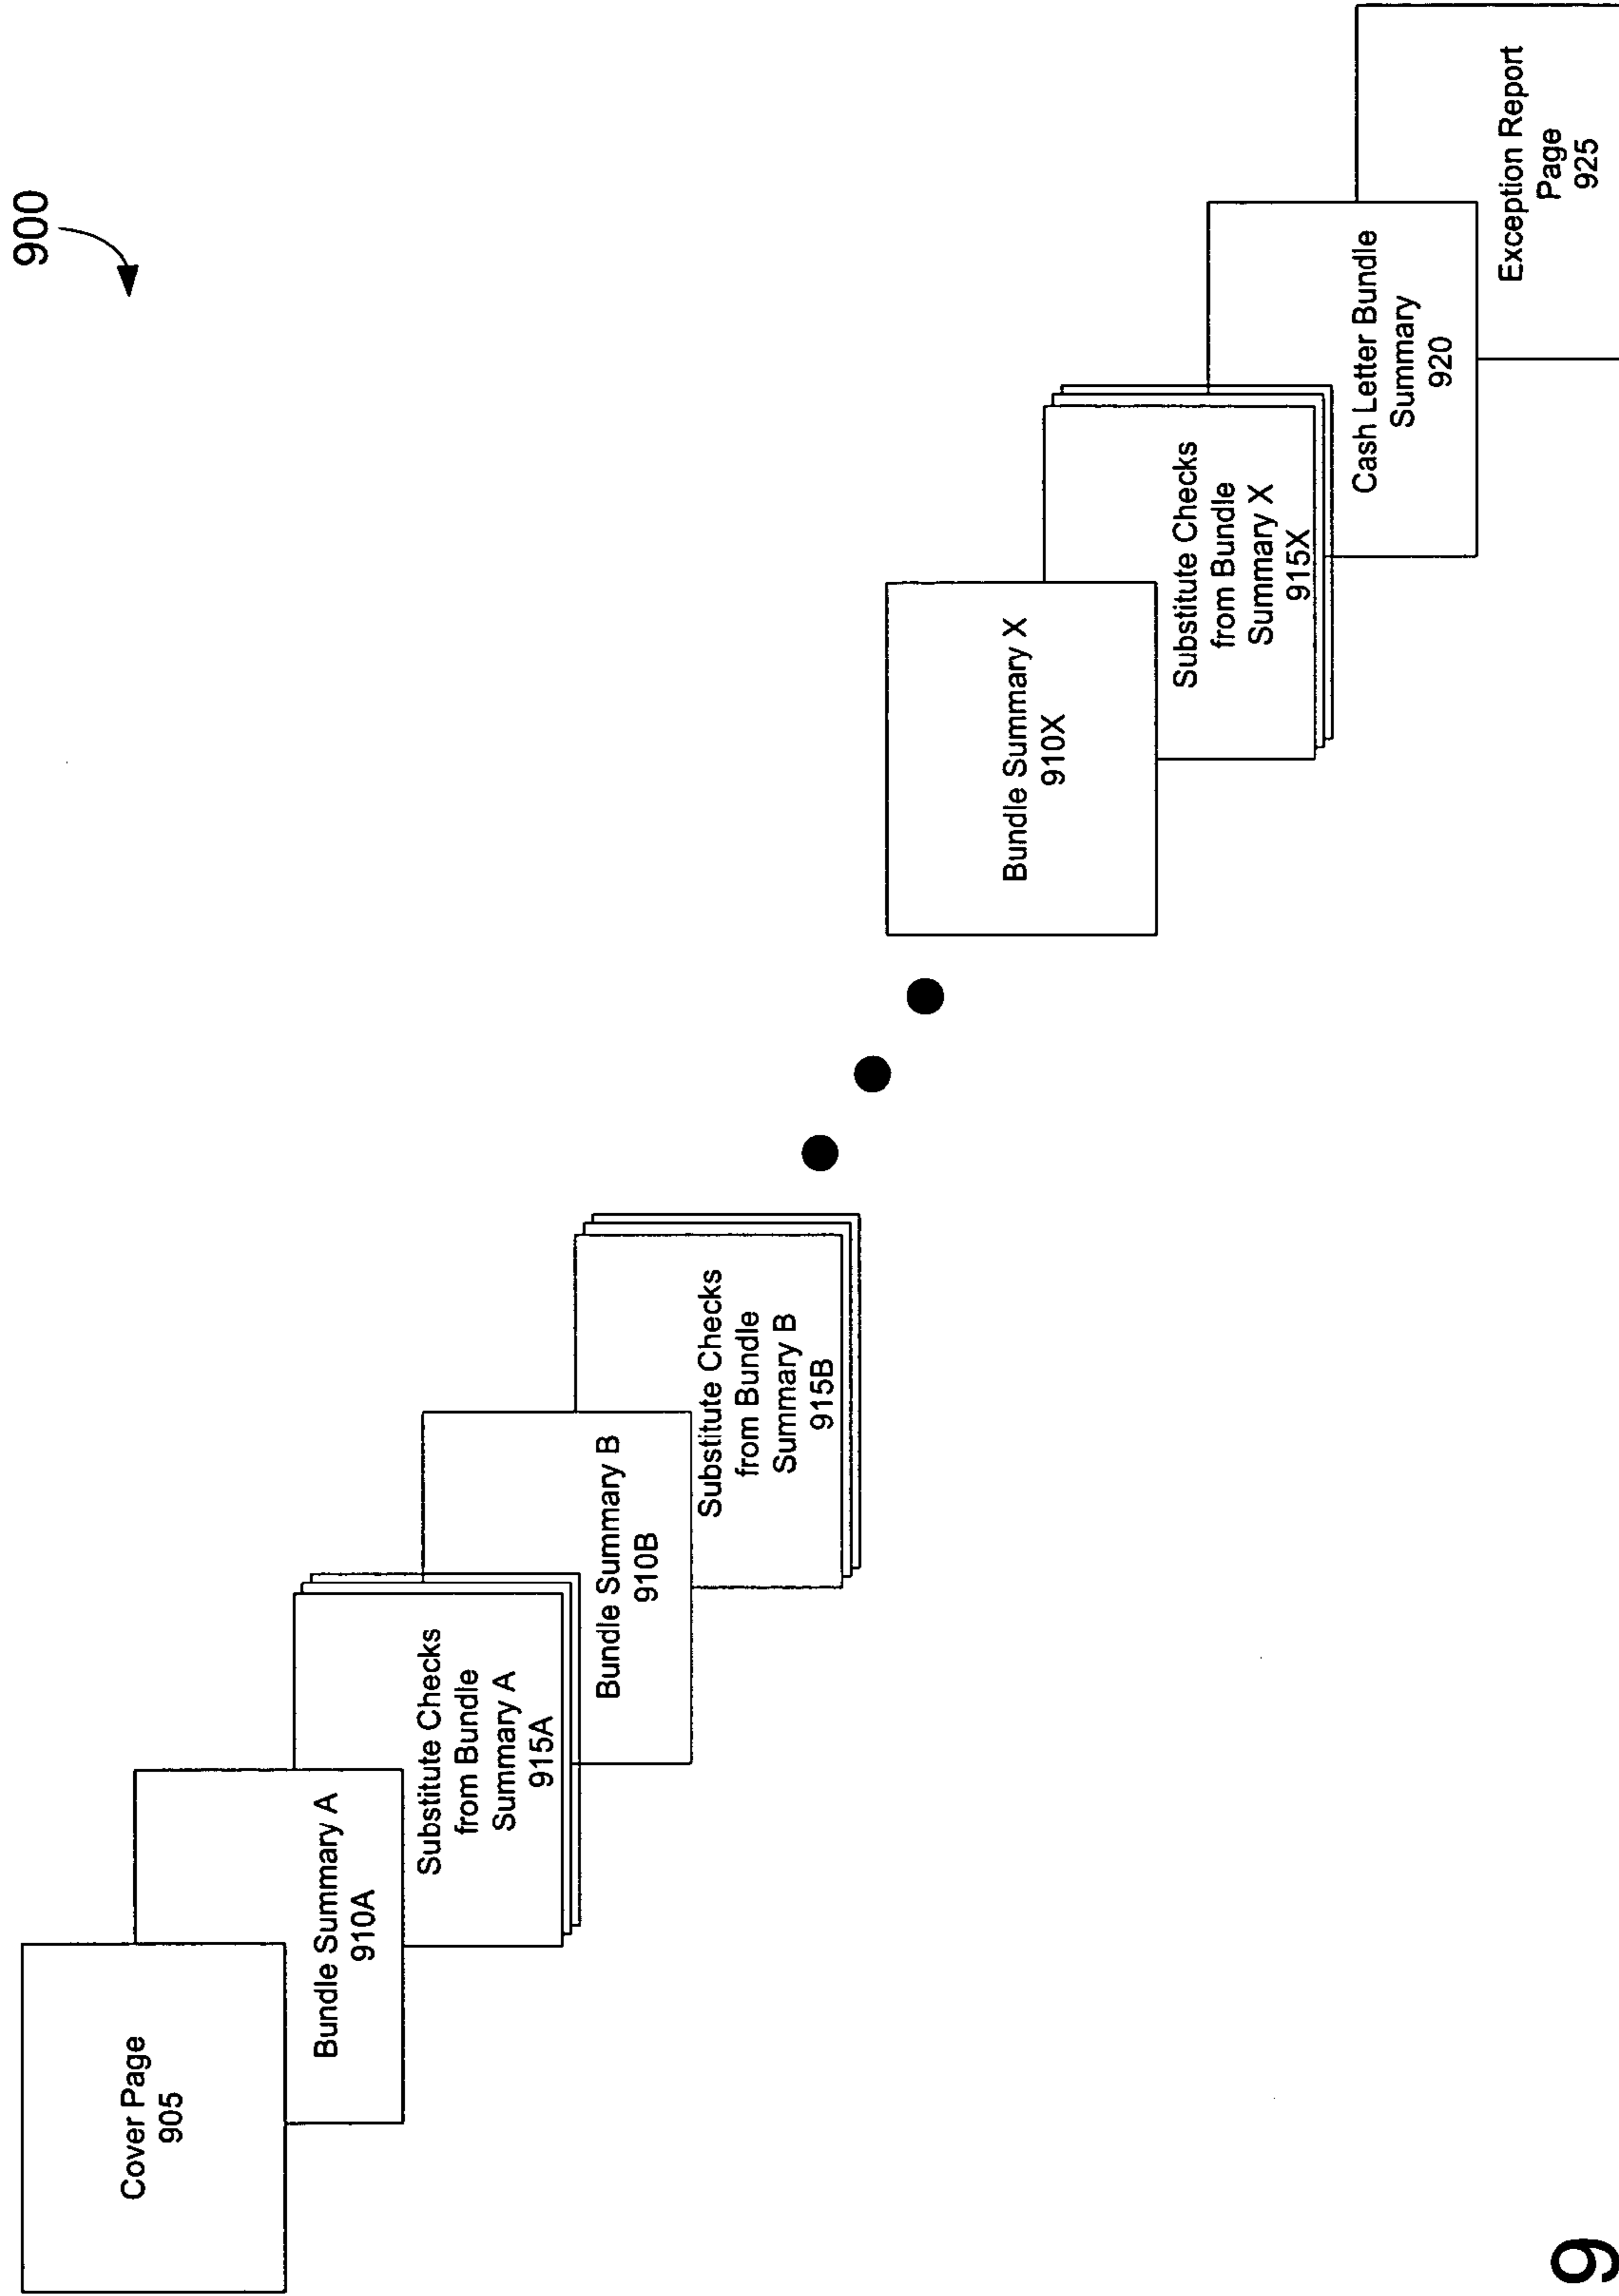 900
Cover Page
905
Bundle Summary A
910A
Substitute Checks
from Bundle
Summary A
915A
Bundle Summary B
910B
Substitute Checks
from Bundle
Summary B
915B
Bundle Summary X
910X
Substitute Checks
from Bundle
Summary X
915X
Cash Letter Bundle
Summary
920
Exception Report
Page
925
9